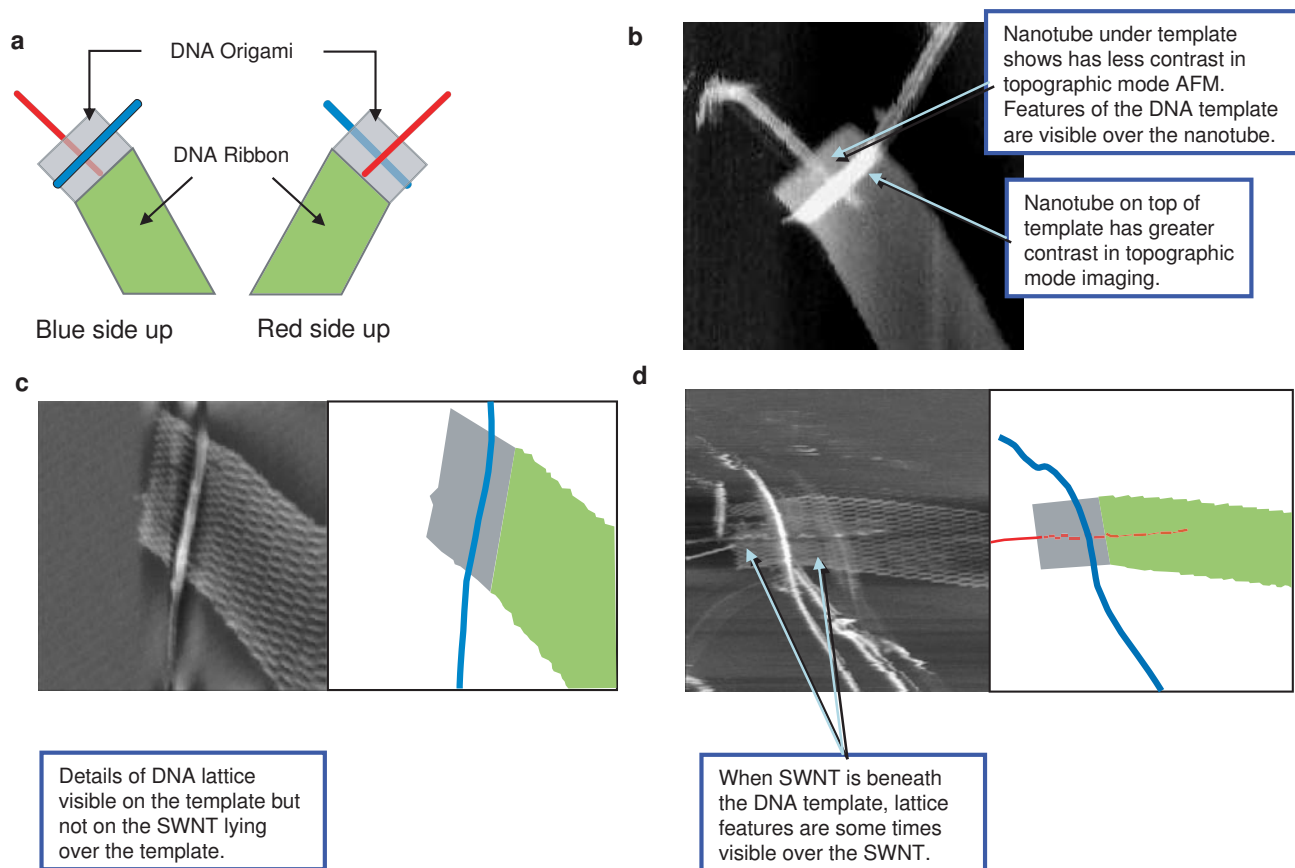 a
DNA Origami
DNA Ribbon
Blue side up
Red side up
b
Nanotube under template
shows has less contrast in
topographic mode AFM.
Features of the DNA template
are visible over the nanotube.
Nanotube on top of
template has greater
contrast in topographic
mode imaging.
c
Details of DNA lattice
visible on the template but
not on the SWNT lying
over the template.
d
When SWNT is beneath
the DNA template, lattice
features are some times
visible over the SWNT.